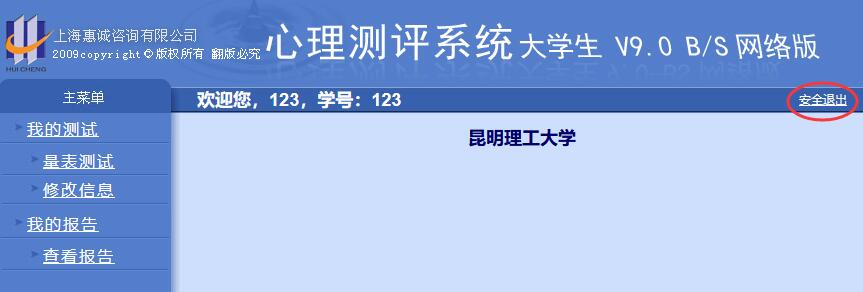 上海惠诚咨询有限公司
2009copyright©版权所有 翻版必究
HUI CHENG
心理测评系统 大学生 V9.0 B/S 网络版
主菜单
欢迎您，123，学号：123
安全退出
我的测试
量表测试
修改信息
我的报告
查看报告
昆明理工大学